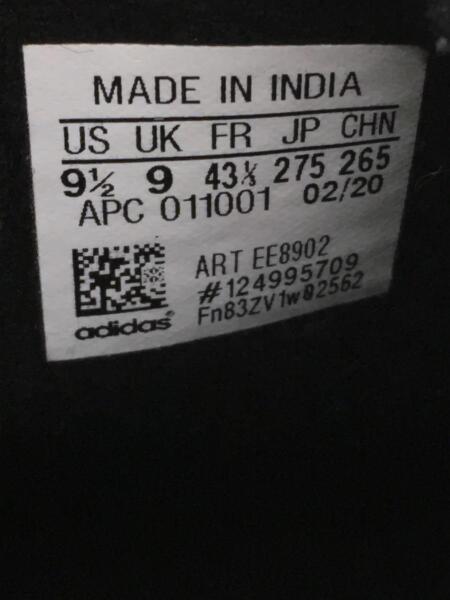 MADE IN INDIA
US UK FR JP CHN
9½ 9 43⅓ 275 265
APC 011001 02/20
ART EE8902
#124995709
Fn83ZV1w02562
adidas